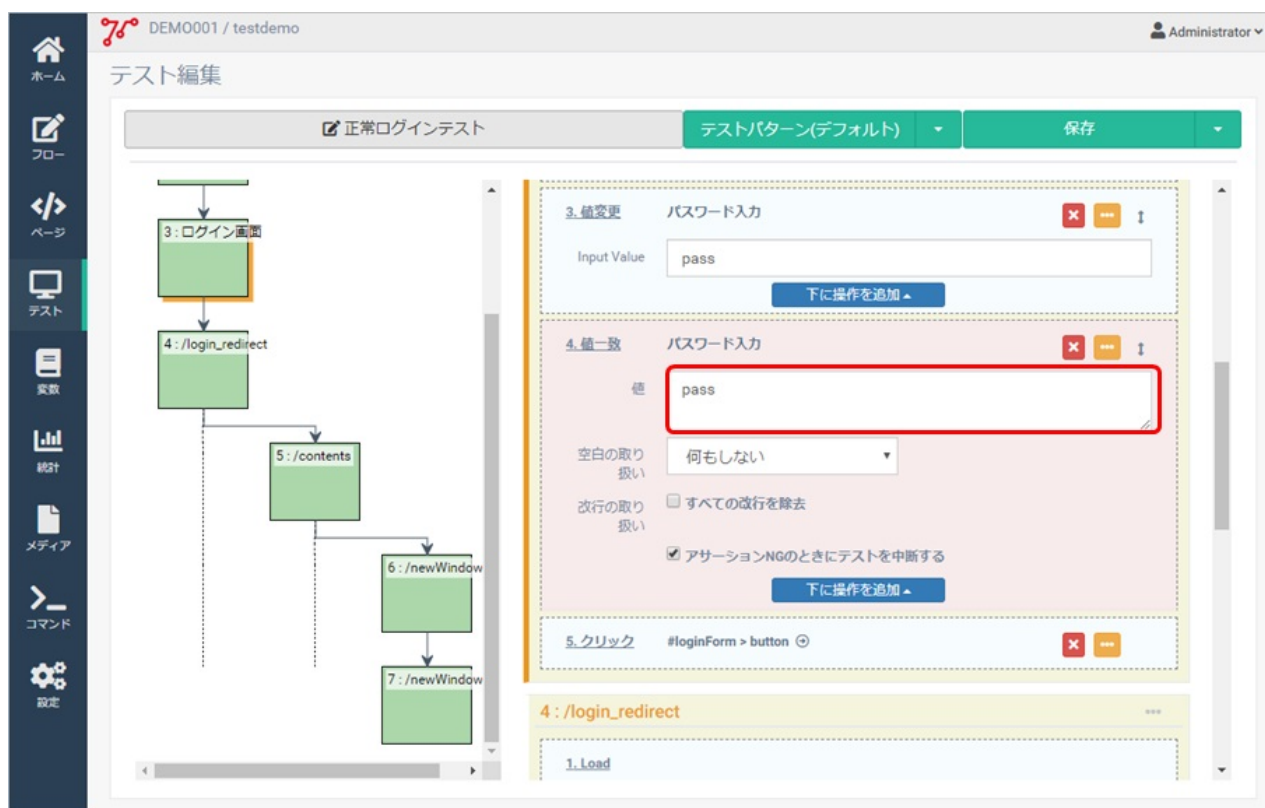 DEMO001 / testdemo
Administrator
ホーム
フロー
ページ
テスト
変数
統計
メディア
コマンド
設定
テスト編集
正常ログインテスト
テストパターン(デフォルト)
保存
3 : ログイン画面
4 : /login_redirect
5 : /contents
6 : /newWindow
7 : /newWindow
3. 値変更 パスワード入力
Input Value pass
下に操作を追加
4. 値一致 パスワード入力
値 pass
空白の取り
扱い
何もしない
改行の取り
扱い
すべての改行を除去
アサーションNGのときにテストを中断する
下に操作を追加
5. クリック #loginForm > button
4 : /login_redirect
1. Load